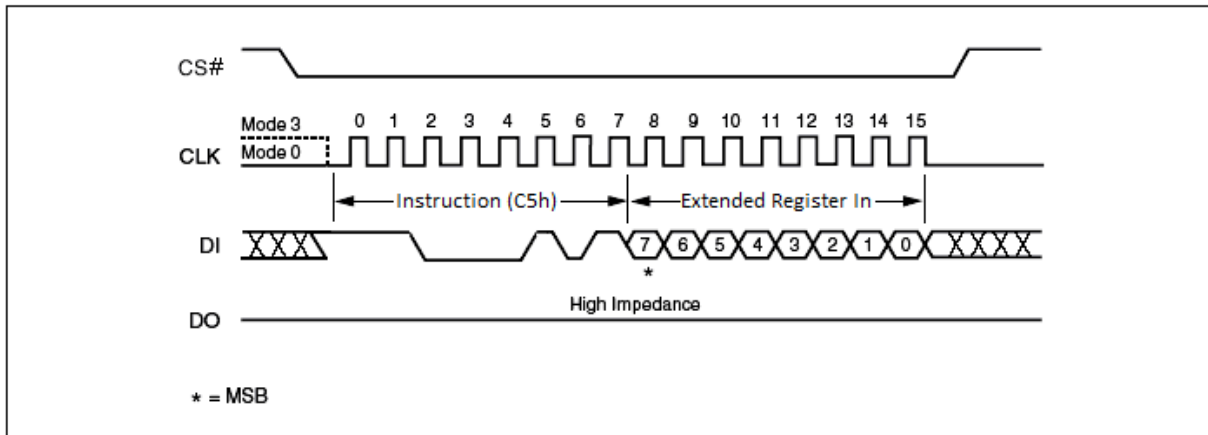 CS#
Mode 3
0 1 2 3 4 5 6 7 8 9 10 11 12 13 14 15
CLK
Mode 0
Instruction (C5h)
Extended Register In
DI
7 6 5 4 3 2 1 0
*
High Impedance
DO
* = MSB